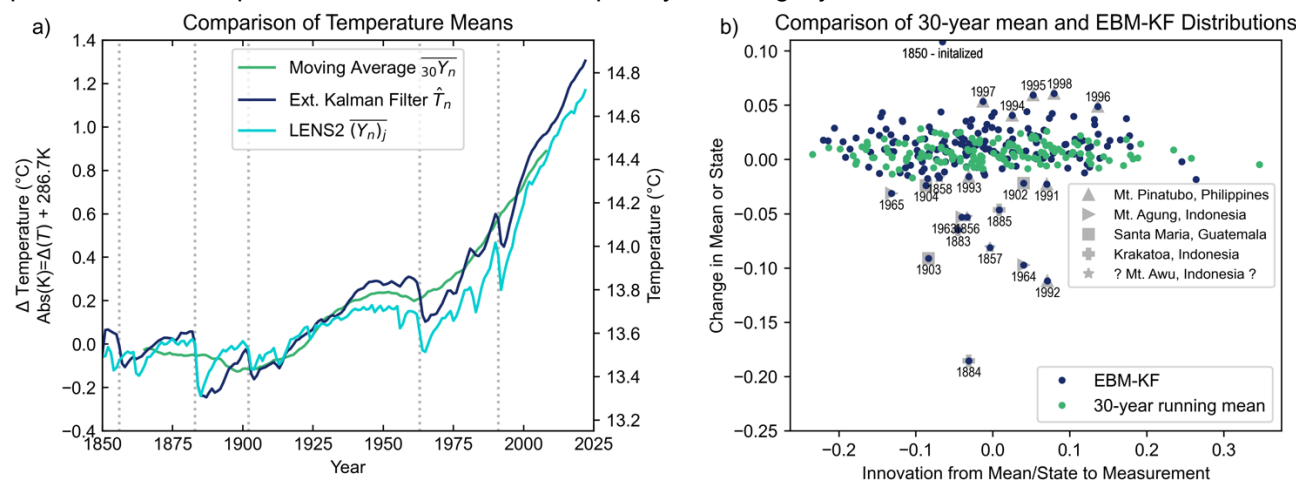 a)
Comparison of Temperature Means
Moving Average ₃₀Y̅ₙ
Ext. Kalman Filter T̂ₙ
LENS2 (Yₙ)ⱼ
Δ Temperature (°C)
Abs(K)=Δ(T) + 286.7K
1.4
1.2
1.0
0.8
0.6
0.4
0.2
0.0
−0.2
−0.4
14.8
14.6
14.4
14.2
14.0
13.8
13.6
13.4
13.2
Temperature (°C)
1850 1875 1900 1925 1950 1975 2000 2025
Year
b)
Comparison of 30-year mean and EBM-KF Distributions
Change in Mean or State
0.10
0.05
0.00
−0.05
−0.10
−0.15
−0.20
−0.25
1850 - initalized
1997
1994
1995
1998
1996
1965
1904
1858
1993
1902
1991
1963
1856
1883
1885
1903
1857
1964
1992
1884
Mt. Pinatubo, Philippines
Mt. Agung, Indonesia
Santa Maria, Guatemala
Krakatoa, Indonesia
? Mt. Awu, Indonesia ?
EBM-KF
30-year running mean
−0.2 −0.1 0.0 0.1 0.2 0.3
Innovation from Mean/State to Measurement